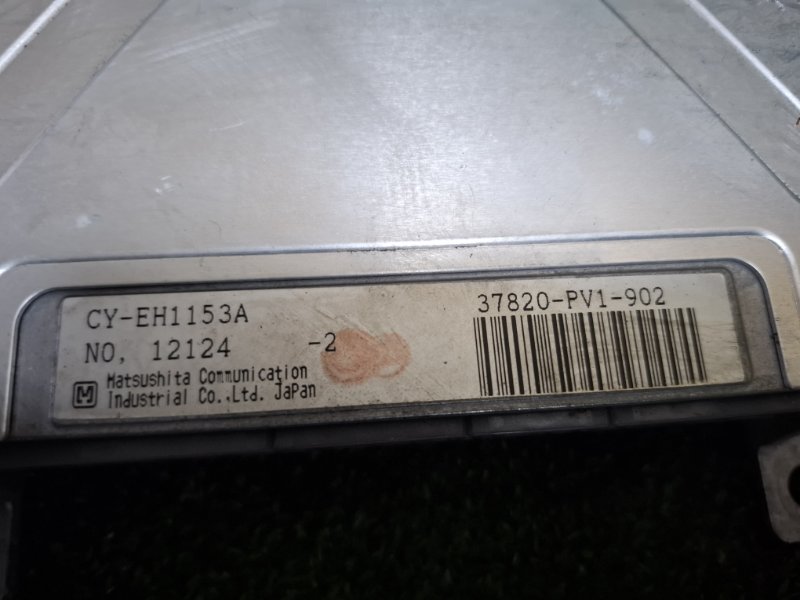 CY-EH1153A
37820-PV1-902
NO, 12124 -2
M Matsushita Communication
Industrial Co.,Ltd. JaPan